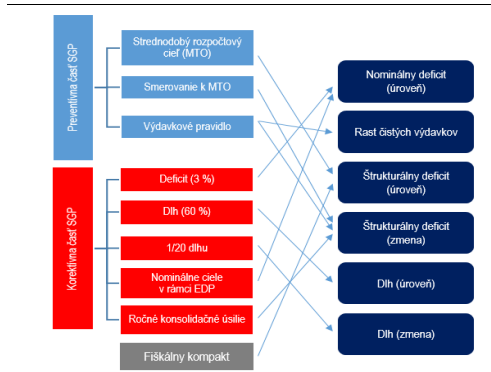 Preventívna časť SGP
Strednodobý rozpočtový
cieľ (MTO)
Smerovanie k MTO
Výdavkové pravidlo
Korektívna časť SGP
Deficit (3 %)
Dlh (60 %)
1/20 dlhu
Nominálne ciele
v rámci EDP
Ročné konsolidačné úsilie
Fiškálny kompakt
Nominálny deficit
(úroveň)
Rast čistých výdavkov
Štrukturálny deficit
(úroveň)
Štrukturálny deficit
(zmena)
Dlh (úroveň)
Dlh (zmena)